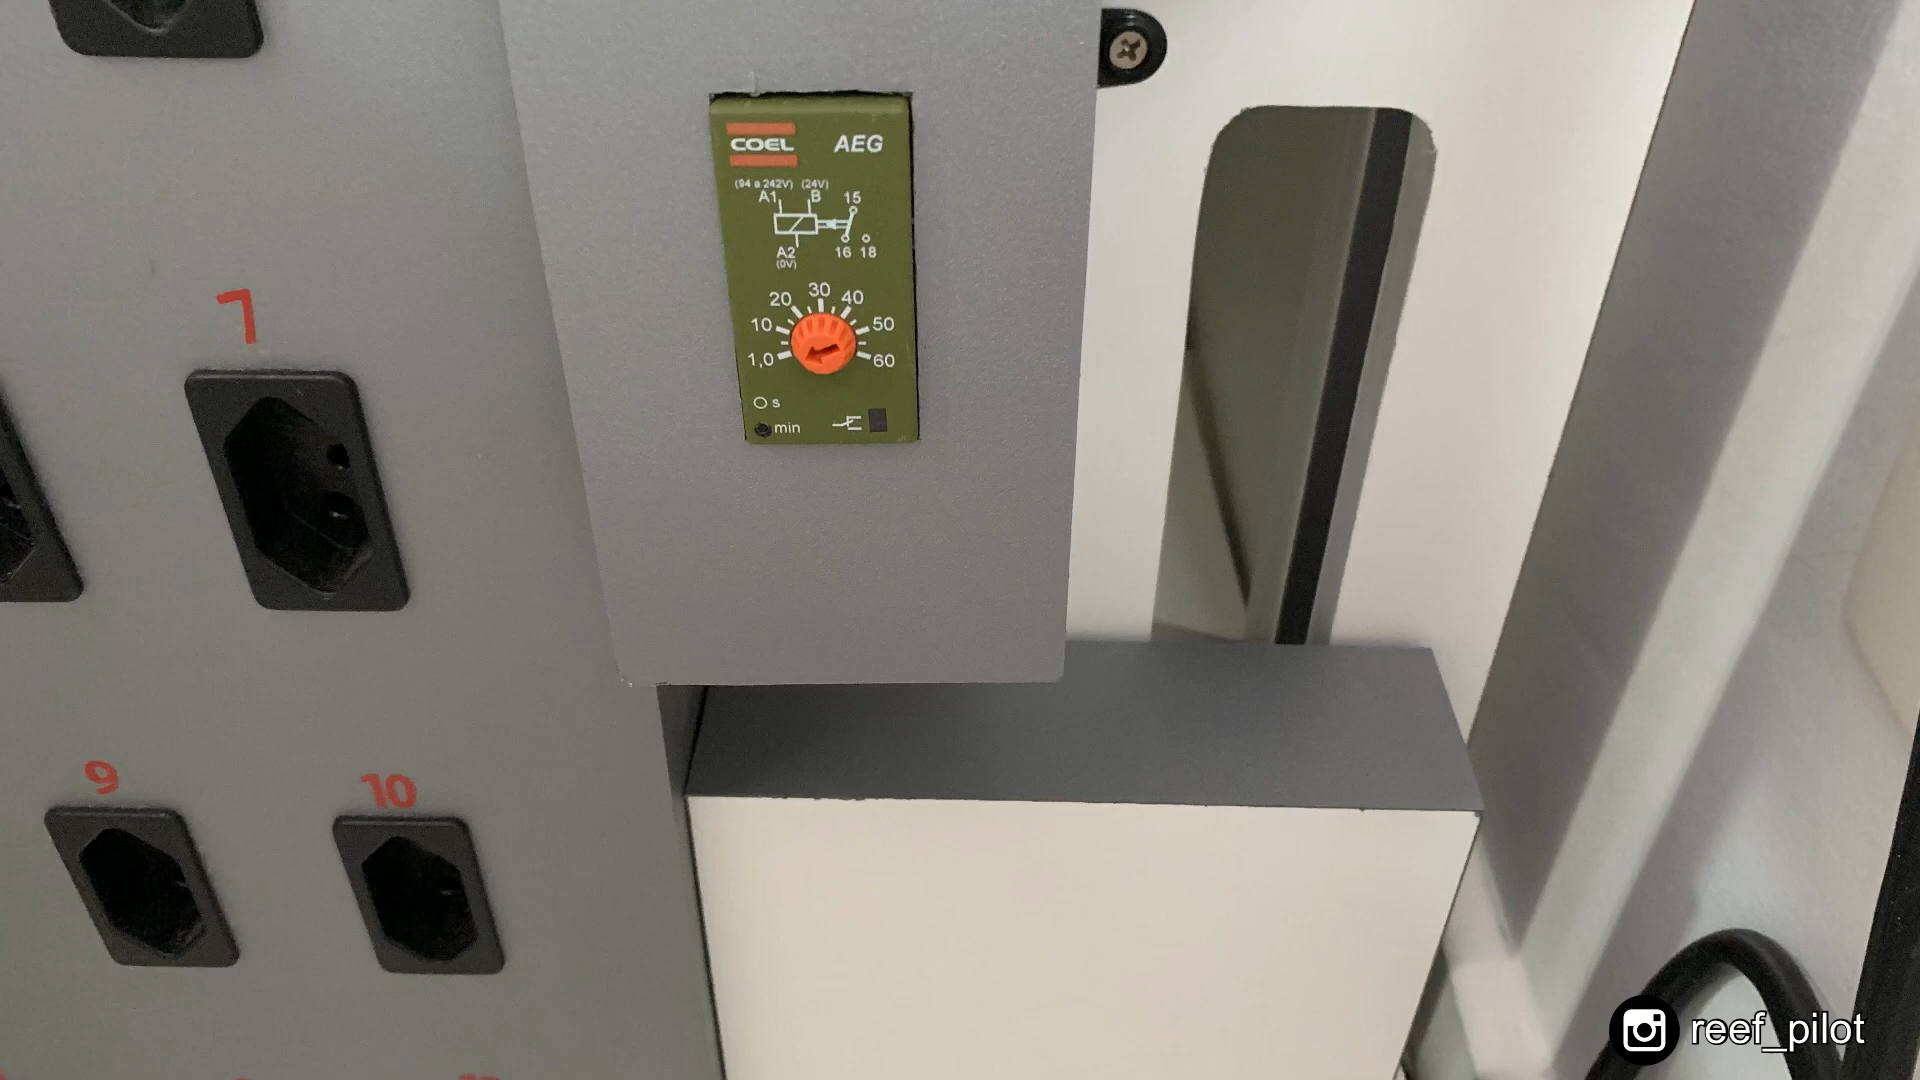 COEL AEG
(94 a 242V) (24V)
A1 B 15
A2 16 18
(0V)
30
20 40
10 50
1,0 60
s
min
7
9 10
reef_pilot